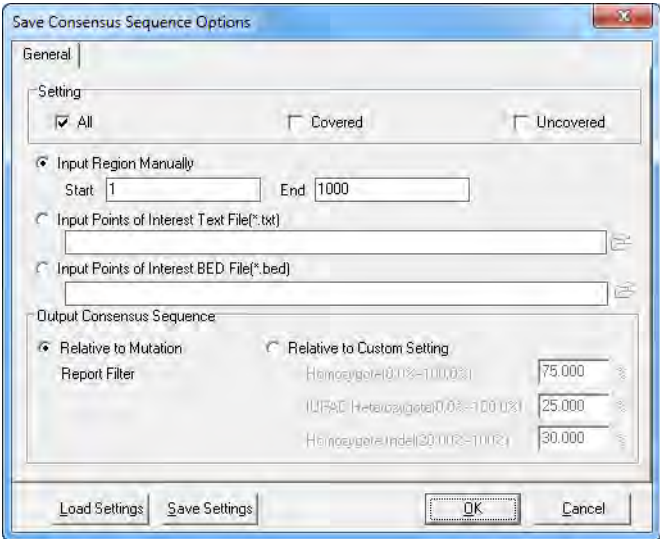 Save Consensus Sequence Options
General
Setting
All Covered Uncovered
Input Region Manually
Start 1 End 1000
Input Points of Interest Text File(*.txt)
Input Points of Interest BED File(*.bed)
Output Consensus Sequence
Relative to Mutation Relative to Custom Setting
Report Filter Homozygote(0.0%~100.0%) 75.000 %
IUPAC Heterozygote(0.0%~100.0%) 25.000 %
Homozygote Indel(20.00%~100%) 30.000 %
Load Settings Save Settings OK Cancel